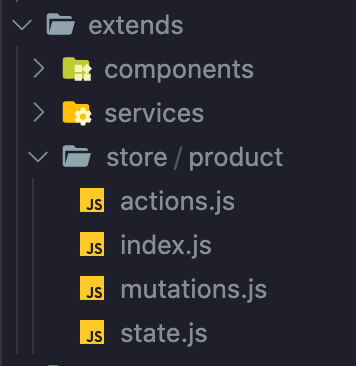 extends
components
services
store / product
JS actions.js
JS index.js
JS mutations.js
JS state.js